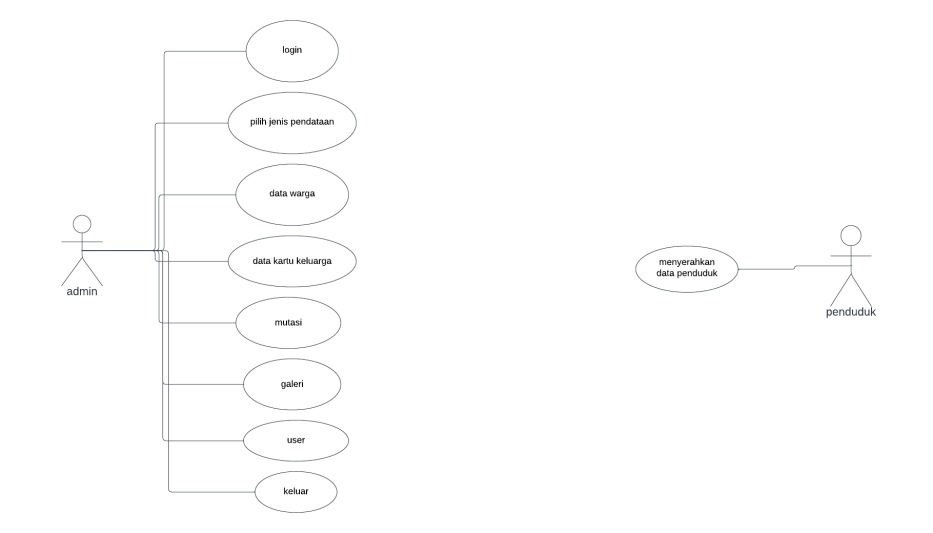 login
pilih jenis pendataan
data warga
data kartu keluarga
mutasi
galeri
user
keluar
admin
menyerahkan
data penduduk
penduduk